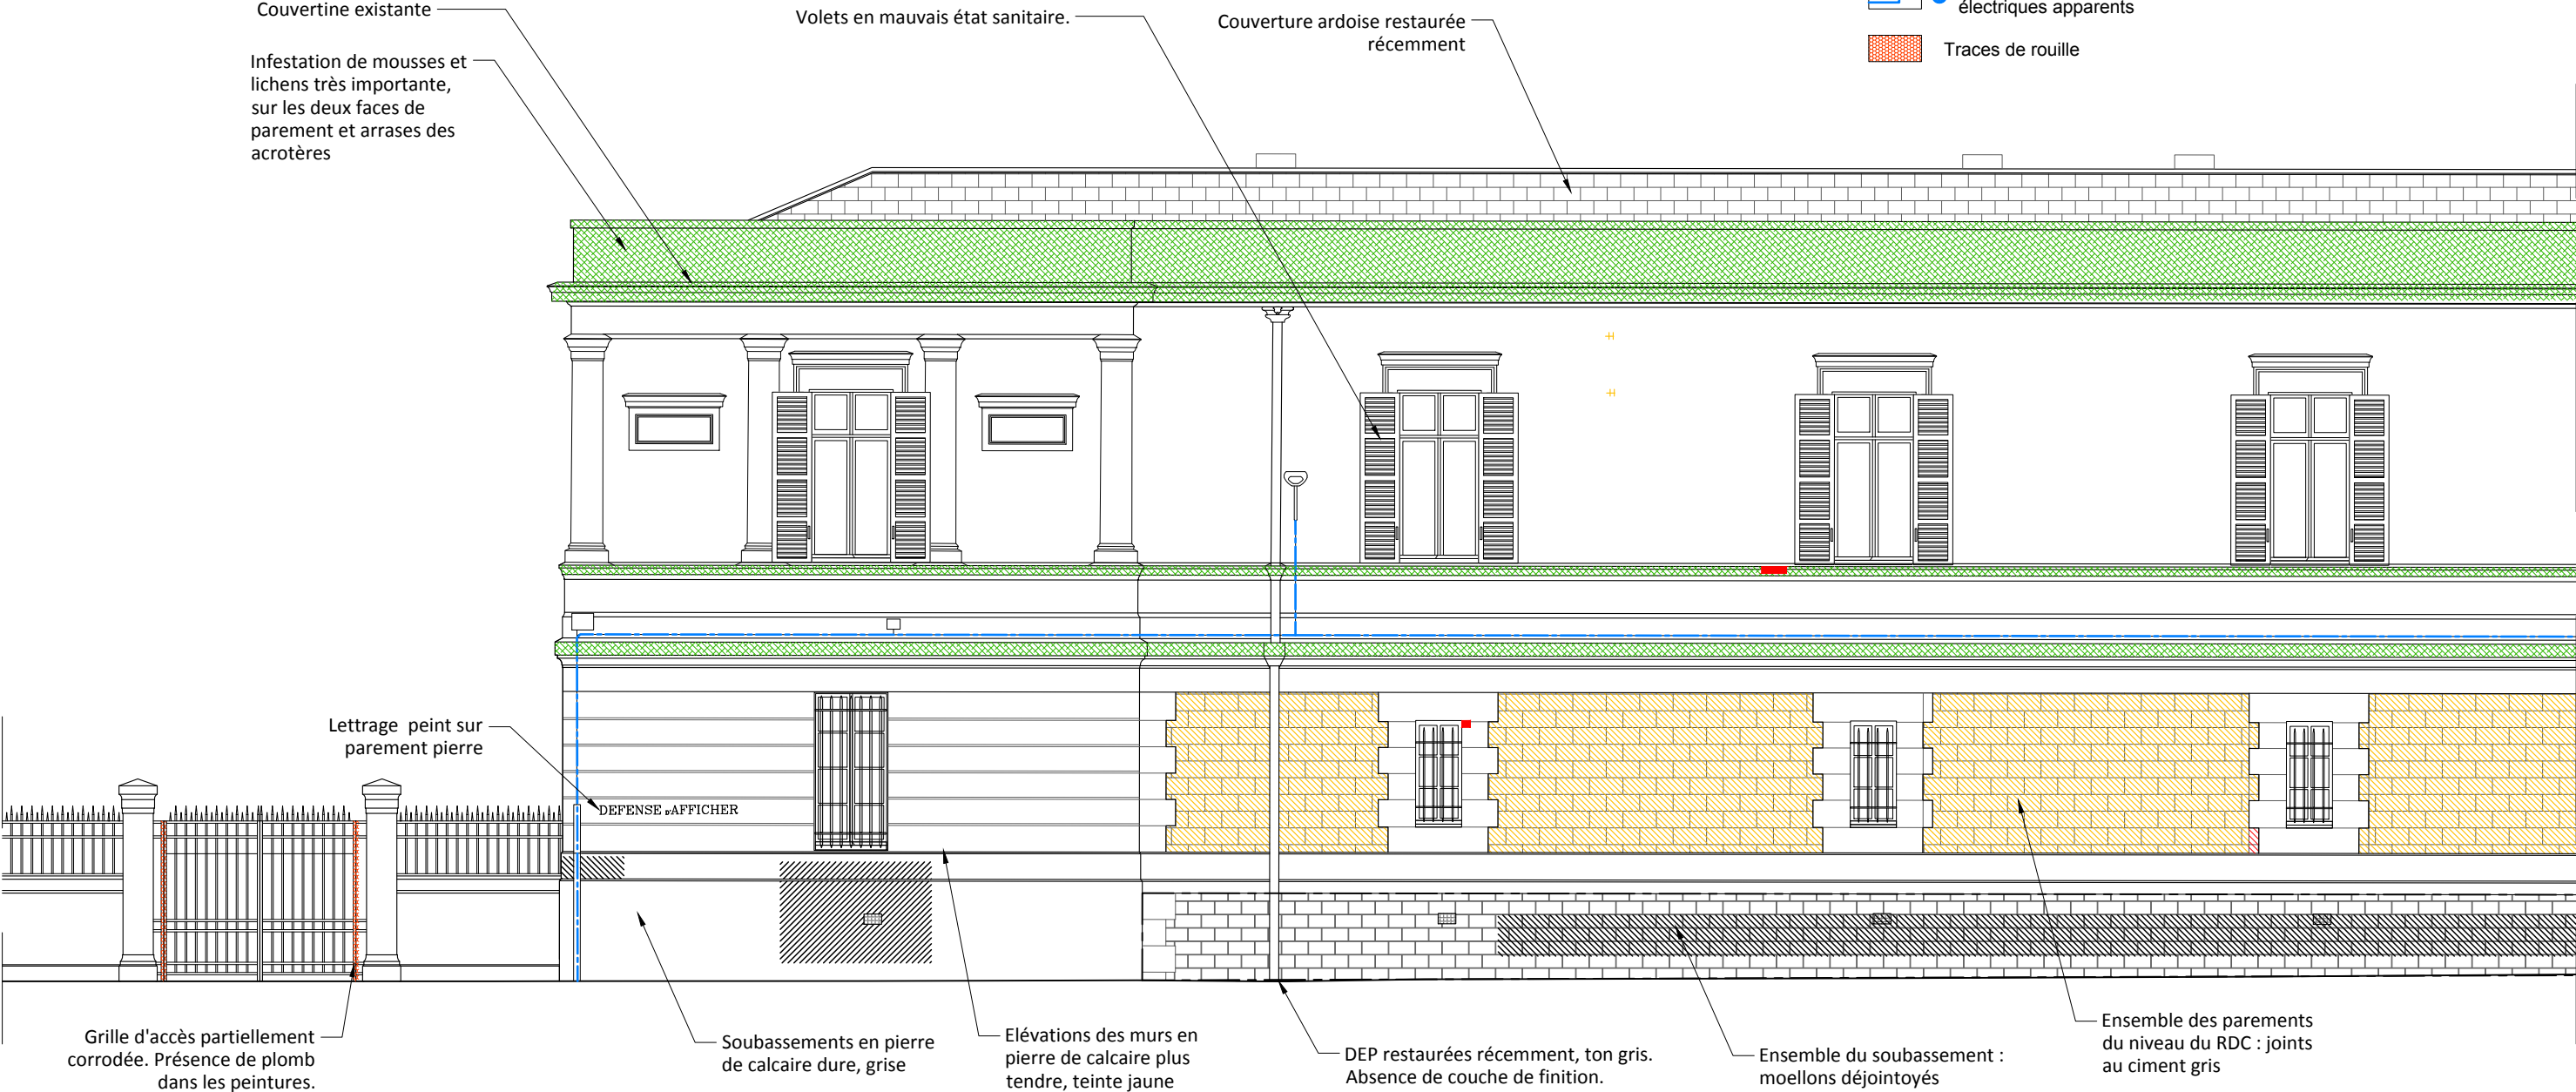 Couvertine existante
Infestation de mousses et
lichens très importante,
sur les deux faces de
parement et arrases des
acrotères
Volets en mauvais état sanitaire.
Couverture ardoise restaurée
récemment
électriques apparents
Traces de rouille
Lettrage peint sur
parement pierre
DEFENSE D'AFFICHER
Grille d'accès partiellement
corrodée. Présence de plomb
dans les peintures.
Soubassements en pierre
de calcaire dure, grise
Elévations des murs en
pierre de calcaire plus
tendre, teinte jaune
DEP restaurées récemment, ton gris.
Absence de couche de finition.
Ensemble du soubassement :
moellons déjointoyés
Ensemble des parements
du niveau du RDC : joints
au ciment gris